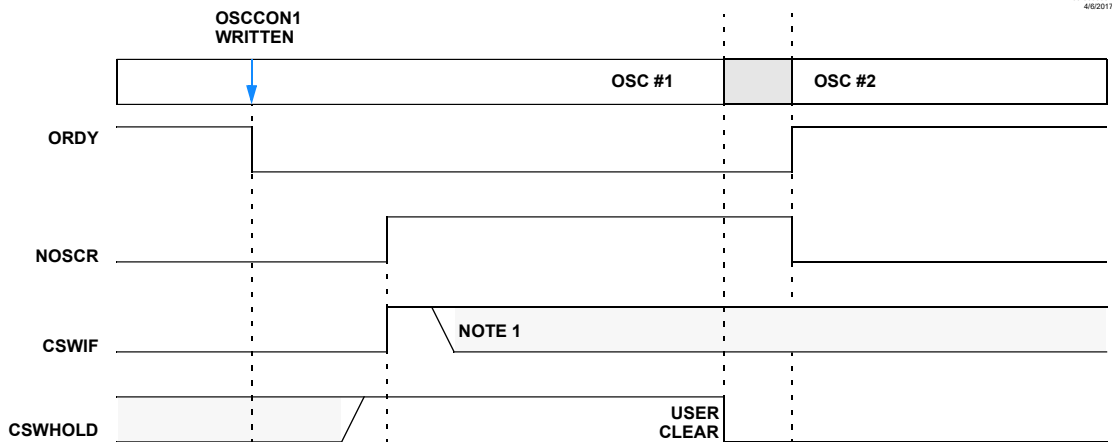 4/6/2017
OSCCON1
WRITTEN
OSC #1
OSC #2
ORDY
NOSCR
CSWIF
NOTE 1
CSWHOLD
USER
CLEAR